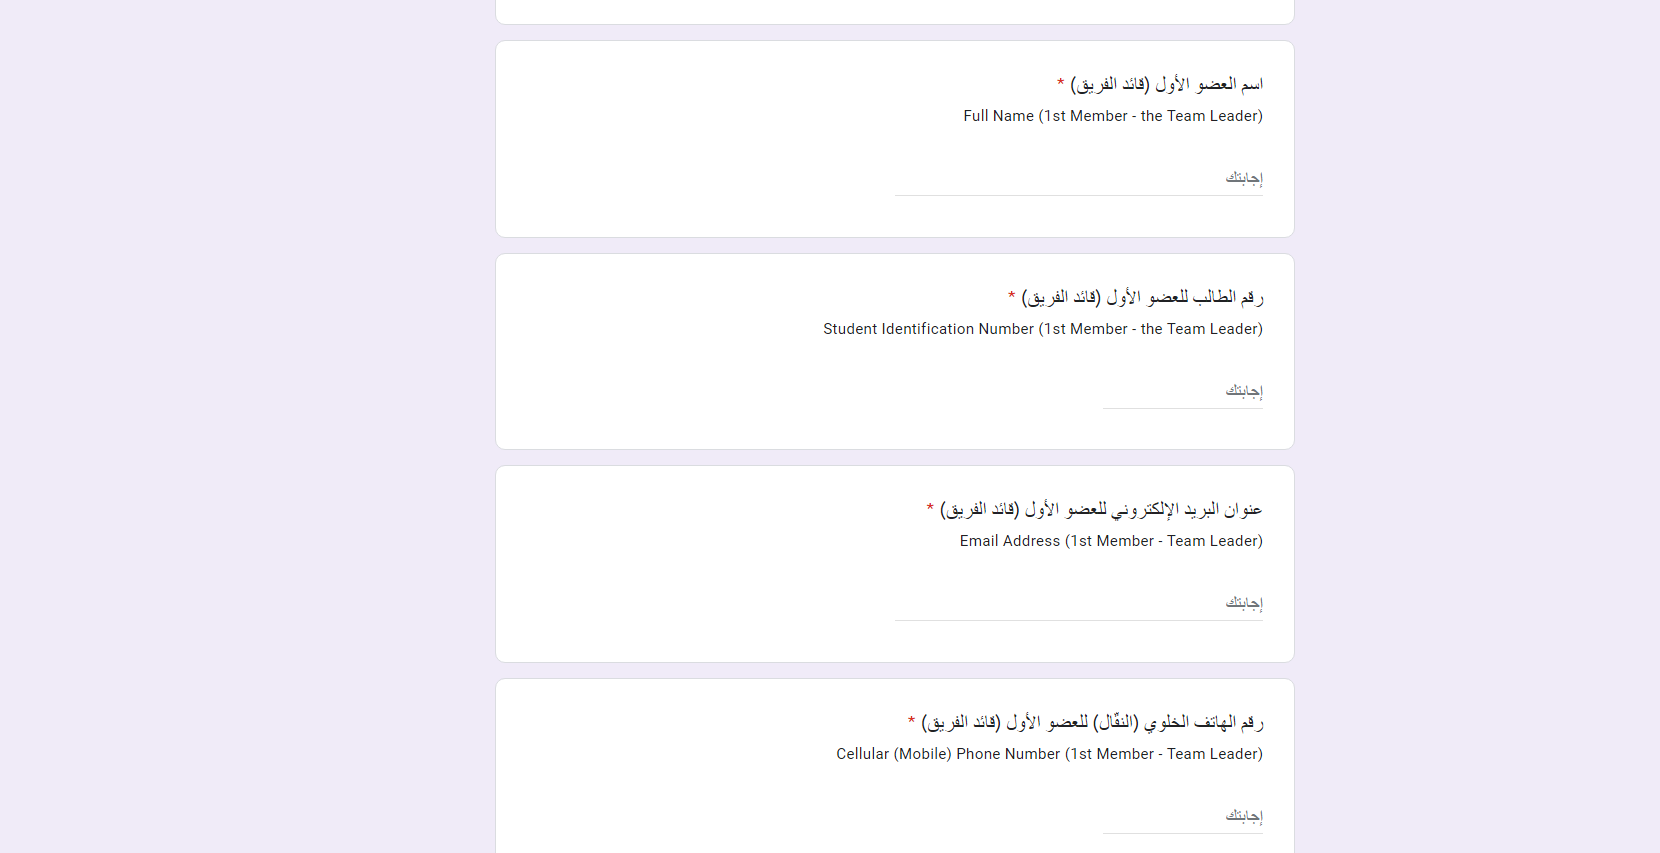 اسم العضو الأول (قائد الفريق) *
Full Name (1st Member - the Team Leader)
إجابتك
رقم الطالب للعضو الأول (قائد الفريق) *
Student Identification Number (1st Member - the Team Leader)
إجابتك
عنوان البريد الإلكتروني للعضو الأول (قائد الفريق) *
Email Address (1st Member - Team Leader)
إجابتك
رقم الهاتف الخلوي (النقّال) للعضو الأول (قائد الفريق) *
Cellular (Mobile) Phone Number (1st Member - Team Leader)
إجابتك